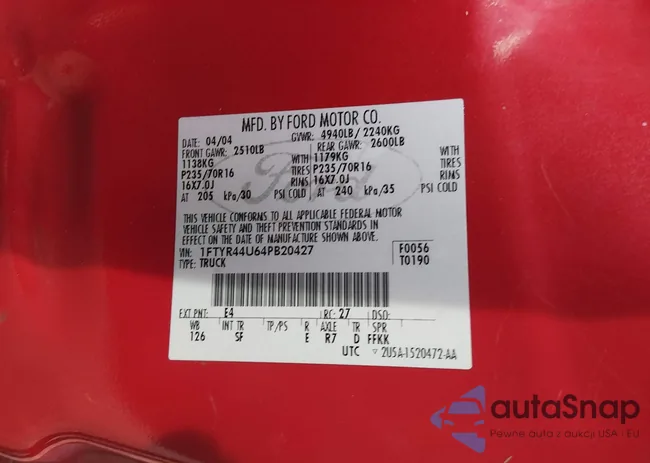 MFD. BY FORD MOTOR CO.
DATE: 04/04 GVWR: 4940LB/ 2240KG
FRONT GAWR: 2510LB REAR GAWR: 2600LB
1138KG WITH 1179KG WITH
P235/70R16 TIRES P235/70R16 TIRES
16X7.0J RIMS 16X7.0J RIMS
AT 205 kPa/30 PSI COLD AT 240 kPa/35 PSI COLD
Ford
THIS VEHICLE CONFORMS TO ALL APPLICABLE FEDERAL MOTOR
VEHICLE SAFETY AND THEFT PREVENTION STANDARDS IN
EFFECT ON THE DATE OF MANUFACTURE SHOWN ABOVE.
VIN: 1FTYR44U64PB20427 F0056
TYPE: TRUCK T0190
EXT PNT: E4 RC: 27 DSO:
WB INT TR TP/PS R AXLE TR SPR
126 SF E R7 D FFKK
UTC ▽ 2U5A-1520472-AA
autaSnap
Pewne auta z aukcji USA i EU